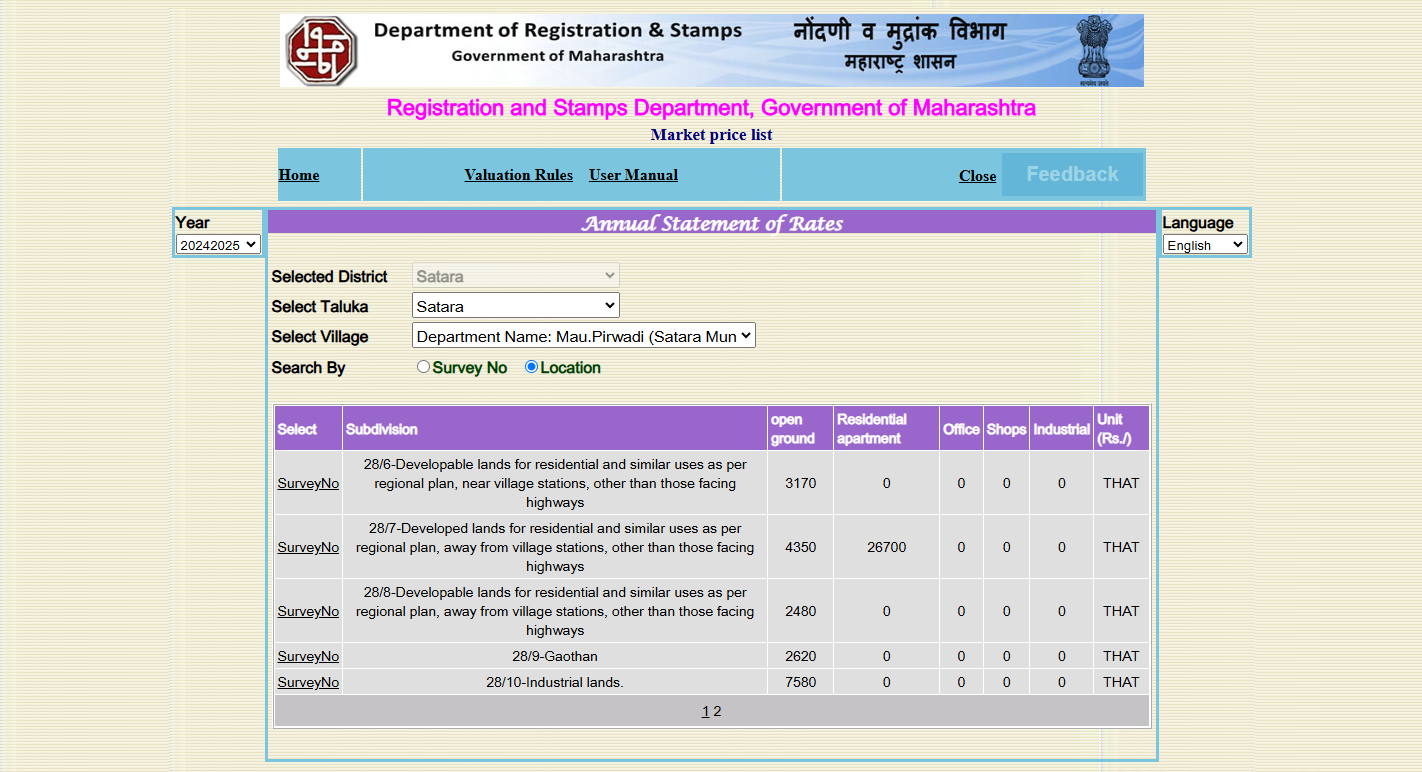 Department of Registration & Stamps
Government of Maharashtra
नोंदणी व मुद्रांक विभाग
महाराष्ट्र शासन
Registration and Stamps Department, Government of Maharashtra
Market price list
Home Valuation Rules User Manual Close Feedback
Year
20242025
Annual Statement of Rates
Language
English
Selected District Satara
Select Taluka Satara
Select Village Department Name: Mau.Pirwadi (Satara Mun
Search By Survey No Location
Select Subdivision open ground Residential apartment Office Shops Industrial Unit (Rs./)
28/6-Developable lands for residential and similar uses as per
SurveyNo regional plan, near village stations, other than those facing 3170 0 0 0 0 THAT
highways
28/7-Developed lands for residential and similar uses as per
SurveyNo regional plan, away from village stations, other than those facing 4350 26700 0 0 0 THAT
highways
28/8-Developable lands for residential and similar uses as per
SurveyNo regional plan, away from village stations, other than those facing 2480 0 0 0 0 THAT
highways
SurveyNo 28/9-Gaothan 2620 0 0 0 0 THAT
SurveyNo 28/10-Industrial lands. 7580 0 0 0 0 THAT
1 2